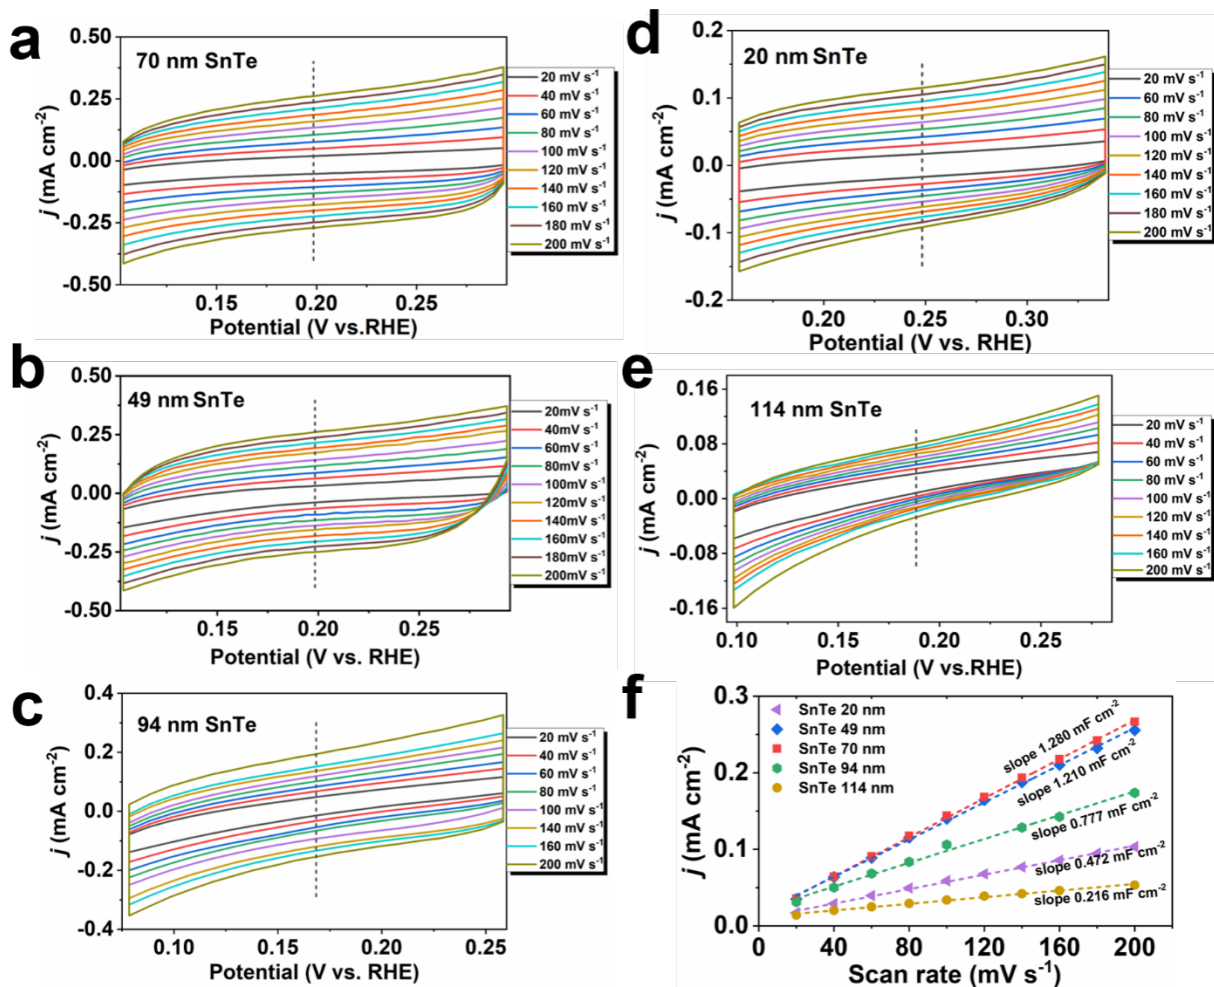 a
70 nm SnTe
0.50
0.25
0.00
-0.25
-0.50
j (mA cm-2)
0.15
0.20
0.25
Potential (V vs.RHE)
20 mV s-1
40 mV s-1
60 mV s-1
80 mV s-1
100 mV s-1
120 mV s-1
140 mV s-1
160 mV s-1
180 mV s-1
200 mV s-1
d
20 nm SnTe
0.2
0.1
0.0
-0.1
-0.2
j (mA cm-2)
0.20
0.25
0.30
Potential (V vs. RHE)
20 mV s-1
60 mV s-1
80 mV s-1
100 mV s-1
120 mV s-1
140 mV s-1
160 mV s-1
180 mV s-1
200 mV s-1
b
49 nm SnTe
0.50
0.25
0.00
-0.25
-0.50
j (mA cm-2)
0.15
0.20
0.25
Potential (V vs. RHE)
20mV s-1
40mV s-1
60mV s-1
80mV s-1
100mV s-1
120mV s-1
140mV s-1
160mV s-1
180mV s-1
200mV s-1
e
114 nm SnTe
0.16
0.08
0.00
-0.08
-0.16
j (mA cm-2)
0.10
0.15
0.20
0.25
Potential (V vs.RHE)
20 mV s-1
40 mV s-1
60 mV s-1
80 mV s-1
100 mV s-1
120 mV s-1
140 mV s-1
160 mV s-1
200 mV s-1
c
94 nm SnTe
0.4
0.2
0.0
-0.2
-0.4
j (mA cm-2)
0.10
0.15
0.20
0.25
Potential (V vs. RHE)
20 mV s-1
40 mV s-1
60 mV s-1
80 mV s-1
100 mV s-1
140 mV s-1
160 mV s-1
200 mV s-1
f
SnTe 20 nm
SnTe 49 nm
SnTe 70 nm
SnTe 94 nm
SnTe 114 nm
slope 1.280 mF cm-2
slope 1.210 mF cm-2
slope 0.777 mF cm-2
slope 0.472 mF cm-2
slope 0.216 mF cm-2
0.3
0.2
0.1
0.0
j (mA cm-2)
0
40
80
120
160
200
Scan rate (mV s-1)